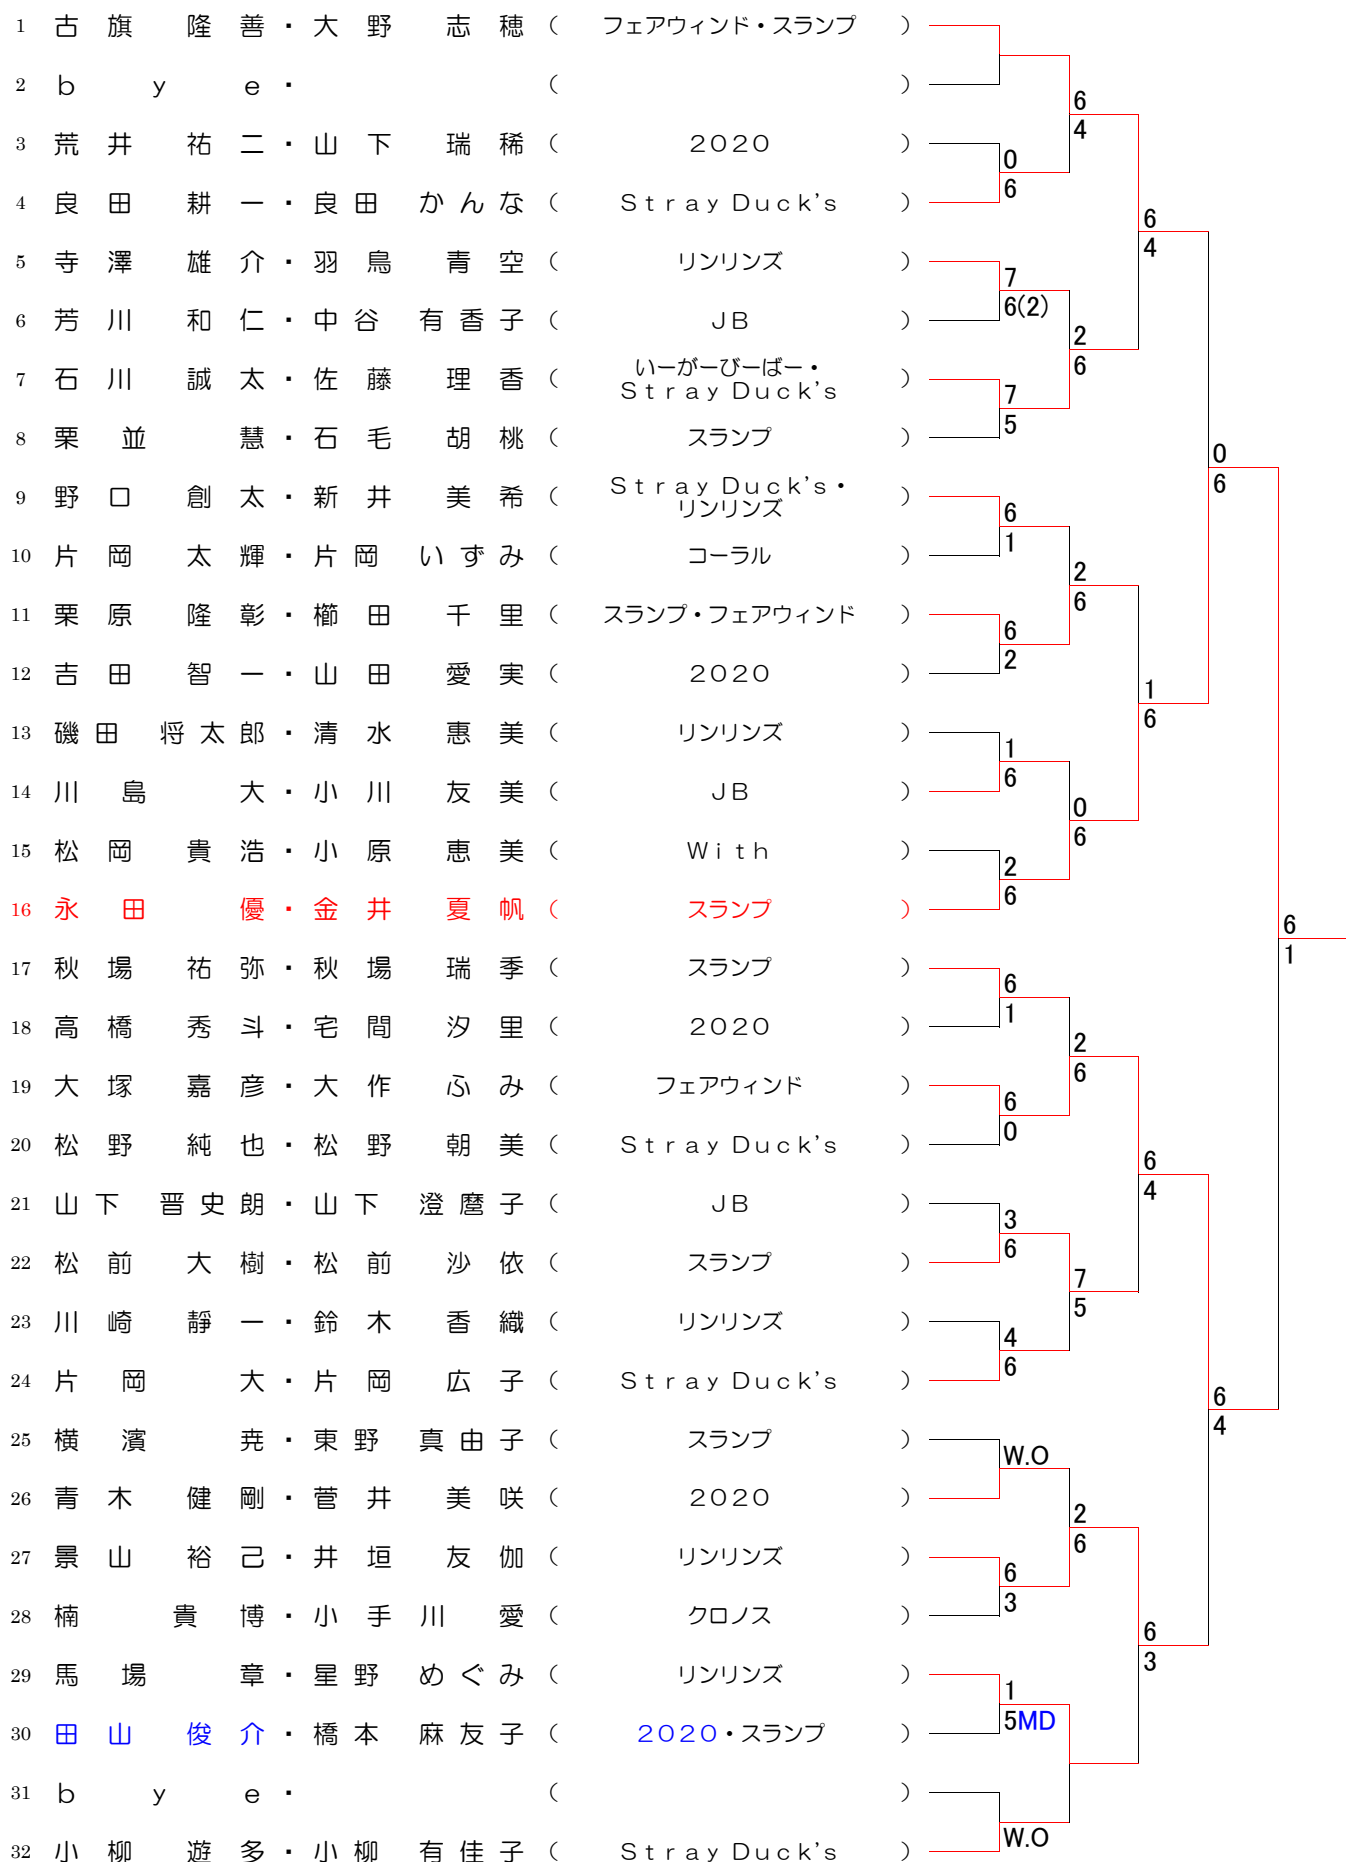 1 古旗 隆善・大野 志穂 ( フェアウィンド・スランプ )
2 bye・ ( )
6
4
3 荒井 祐二・山下 瑞稀 ( 2020 )
0
6
4 良田 耕一・良田 かんな ( Stray Duck's )
6
4
5 寺澤 雄介・羽鳥 青空 ( リンリンズ )
7
6(2)
6 芳川 和仁・中谷 有香子 ( JB )
2
6
7 石川 誠太・佐藤 理香 ( いーがーびーばー・
Stray Duck's )
7
5
8 栗並 慧・石毛 胡桃 ( スランプ )
0
6
9 野口 創太・新井 美希 ( Stray Duck's・
リンリンズ )
6
1
10 片岡 太輝・片岡 いずみ ( コーラル )
2
6
11 栗原 隆彰・櫛田 千里 ( スランプ・フェアウィンド )
6
2
12 吉田 智一・山田 愛実 ( 2020 )
1
6
13 磯田 将太郎・清水 惠美 ( リンリンズ )
1
6
14 川島 大・小川 友美 ( JB )
0
6
15 松岡 貴浩・小原 恵美 ( With )
2
6
16 永田 優・金井 夏帆 ( スランプ )
6
1
17 秋場 祐弥・秋場 瑞季 ( スランプ )
6
1
18 高橋 秀斗・宅間 汐里 ( 2020 )
2
6
19 大塚 嘉彦・大作 ふみ ( フェアウィンド )
6
0
20 松野 純也・松野 朝美 ( Stray Duck's )
6
4
21 山下 晋史朗・山下 澄麿子 ( JB )
3
6
22 松前 大樹・松前 沙依 ( スランプ )
7
5
23 川崎 靜一・鈴木 香織 ( リンリンズ )
4
6
24 片岡 大・片岡 広子 ( Stray Duck's )
6
4
25 横濱 尭・東野 真由子 ( スランプ )
W.O
26 青木 健剛・菅井 美咲 ( 2020 )
2
6
27 景山 裕己・井垣 友伽 ( リンリンズ )
6
3
28 楠 貴博・小手川 愛 ( クロノス )
6
3
29 馬場 章・星野 めぐみ ( リンリンズ )
1
5MD
30 田山 俊介・橋本 麻友子 ( 2020・スランプ )
31 bye・ ( )
W.O
32 小柳 遊多・小柳 有佳子 ( Stray Duck's )